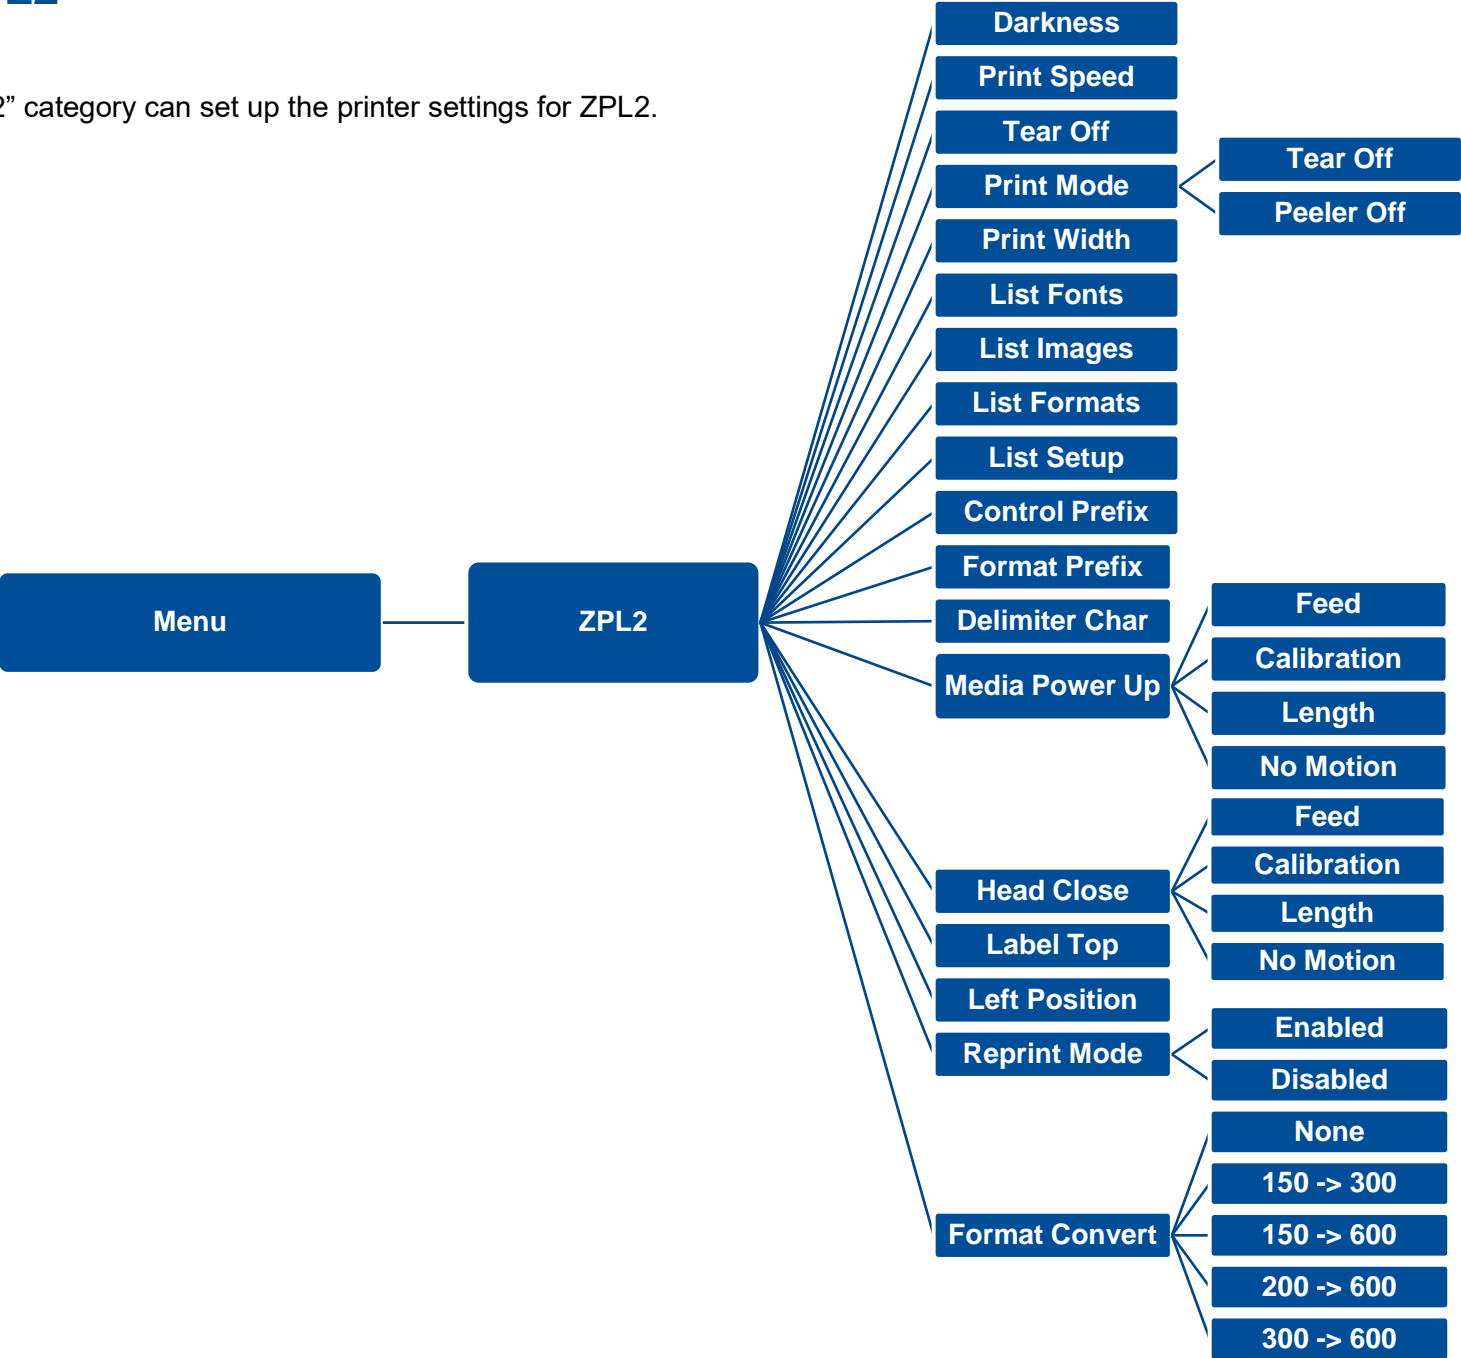 2” category can set up the printer settings for ZPL2.
Menu
ZPL2
Darkness
Print Speed
Tear Off
Print Mode
Tear Off
Peeler Off
Print Width
List Fonts
List Images
List Formats
List Setup
Control Prefix
Format Prefix
Delimiter Char
Media Power Up
Feed
Calibration
Length
No Motion
Head Close
Feed
Calibration
Length
No Motion
Label Top
Left Position
Reprint Mode
Enabled
Disabled
Format Convert
None
150 -> 300
150 -> 600
200 -> 600
300 -> 600